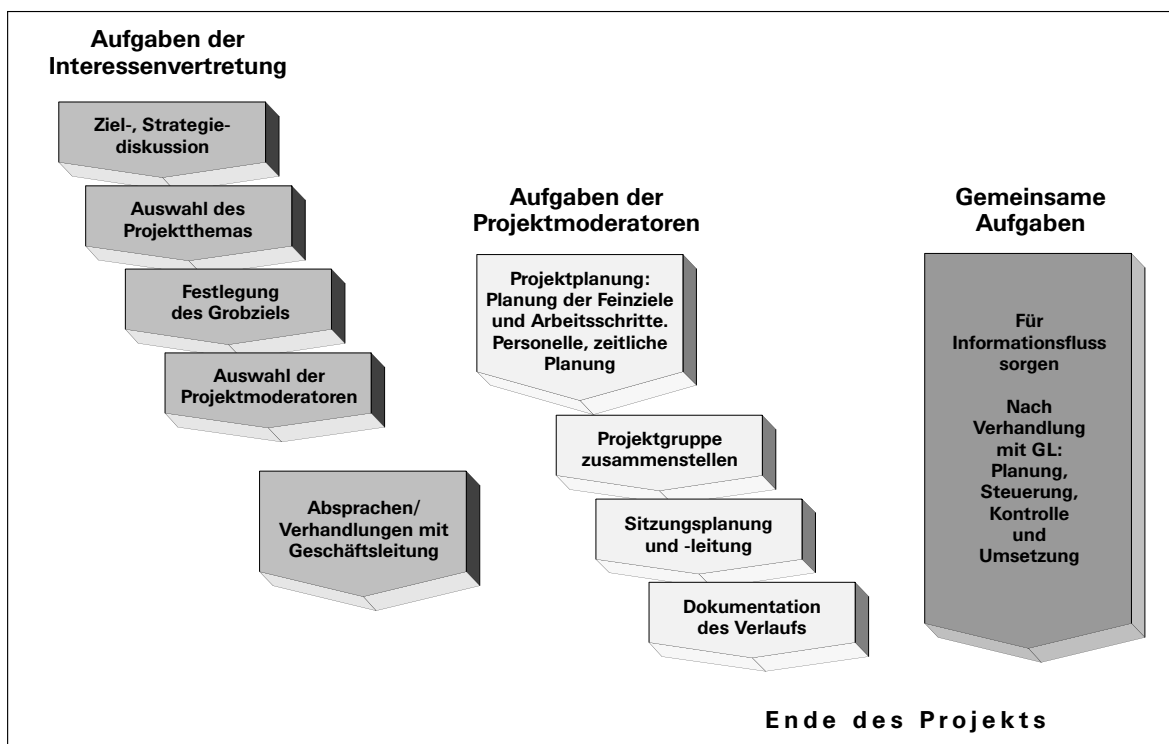 Aufgaben der
Interessenvertretung
Ziel-, Strategie-
diskussion
Auswahl des
Projektthemas
Festlegung
des Grobziels
Auswahl der
Projektmoderatoren
Absprachen/
Verhandlungen mit
Geschäftsleitung
Aufgaben der
Projektmoderatoren
Projektplanung:
Planung der Feinziele
und Arbeitsschritte.
Personelle, zeitliche
Planung
Projektgruppe
zusammenstellen
Sitzungsplanung
und -leitung
Dokumentation
des Verlaufs
Gemeinsame
Aufgaben
Für
Informationsfluss
sorgen
Nach
Verhandlung
mit GL:
Planung,
Steuerung,
Kontrolle
und
Umsetzung
Ende des Projekts